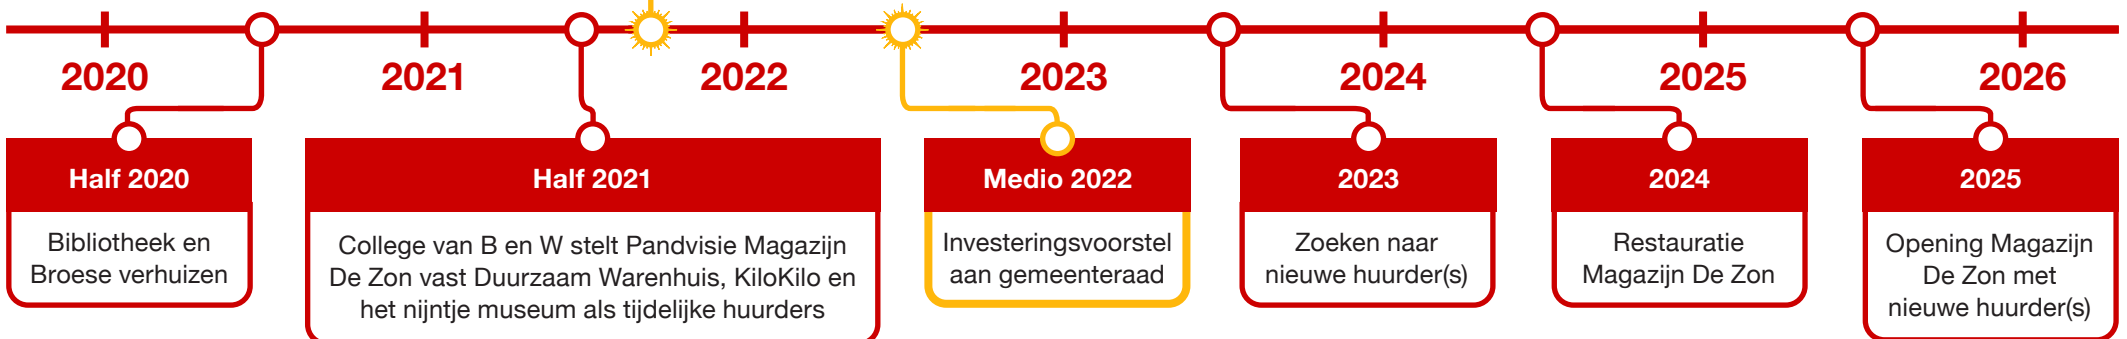 2020
2021
2022
2023
2024
2025
2026
Half 2020
Bibliotheek en
Broese verhuizen
Half 2021
College van B en W stelt Pandvisie Magazijn
De Zon vast Duurzaam Warenhuis, KiloKilo en
het nijntje museum als tijdelijke huurders
Medio 2022
Investeringsvoorstel
aan gemeenteraad
2023
Zoeken naar
nieuwe huurder(s)
2024
Restauratie
Magazijn De Zon
2025
Opening Magazijn
De Zon met
nieuwe huurder(s)